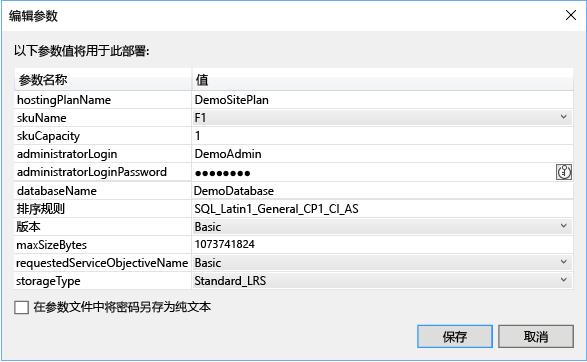 编辑参数
以下参数值将用于此部署:
参数名称 值
hostingPlanName DemoSitePlan
skuName F1
skuCapacity 1
administratorLogin DemoAdmin
administratorLoginPassword ●●●●●●●●
databaseName DemoDatabase
排序规则 SQL_Latin1_General_CP1_CI_AS
版本 Basic
maxSizeBytes 1073741824
requestedServiceObjectiveName Basic
storageType Standard_LRS
在参数文件中将密码另存为纯文本
保存 取消